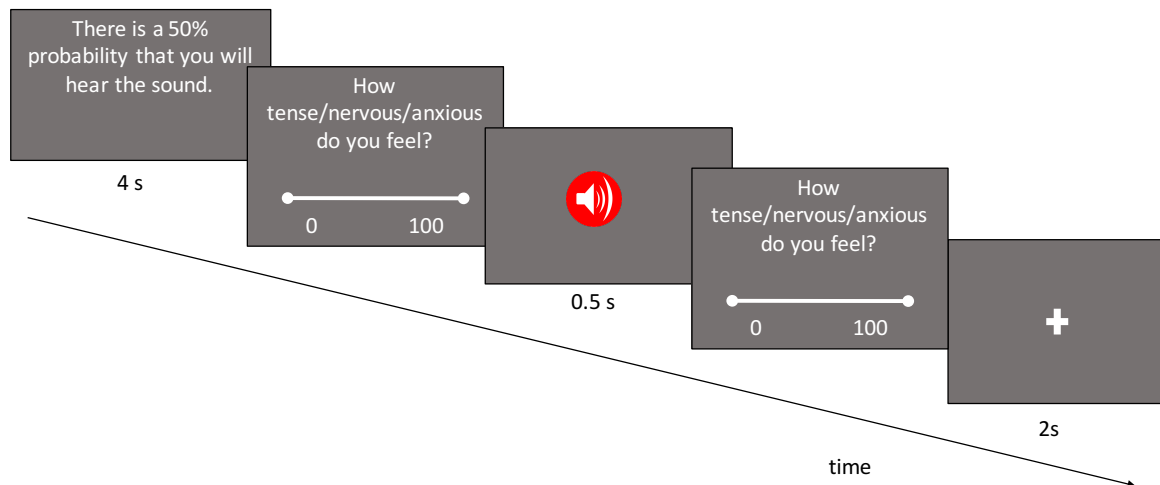 There is a 50%
probability that you will
hear the sound.
4 s
How
tense/nervous/anxious
do you feel?
0 100
0.5 s
How
tense/nervous/anxious
do you feel?
0 100
2s
time